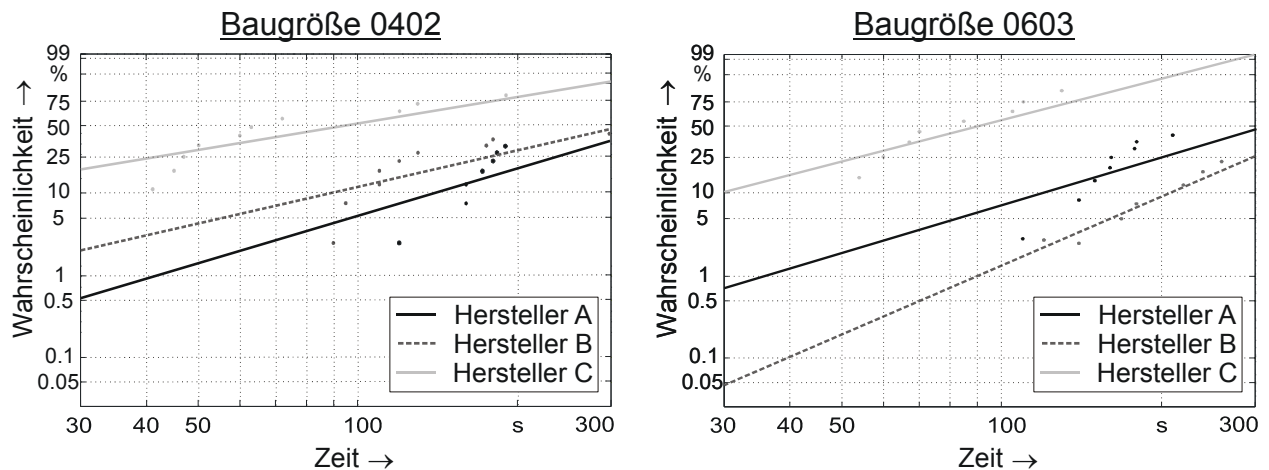 Baugröße 0402
Wahrscheinlichkeit →
99
%
75
50
25
10
5
1
0.5
0.1
0.05
Hersteller A
Hersteller B
Hersteller C
30 40 50 100 s 300
Zeit →
Baugröße 0603
Wahrscheinlichkeit →
99
%
75
50
25
10
5
1
0.5
0.1
0.05
Hersteller A
Hersteller B
Hersteller C
30 40 50 100 s 300
Zeit →